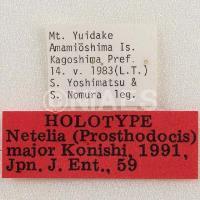 Mt. Yuidake
Amamiōshima Is.
Kagoshima Pref.
14. v. 1983(L.T.)
S. Yoshimatsu &
S. Nomura leg.
HOLOTYPE
Netelia (Prosthodocis)
major Konishi, 1991,
Jpn. J. Ent., 59